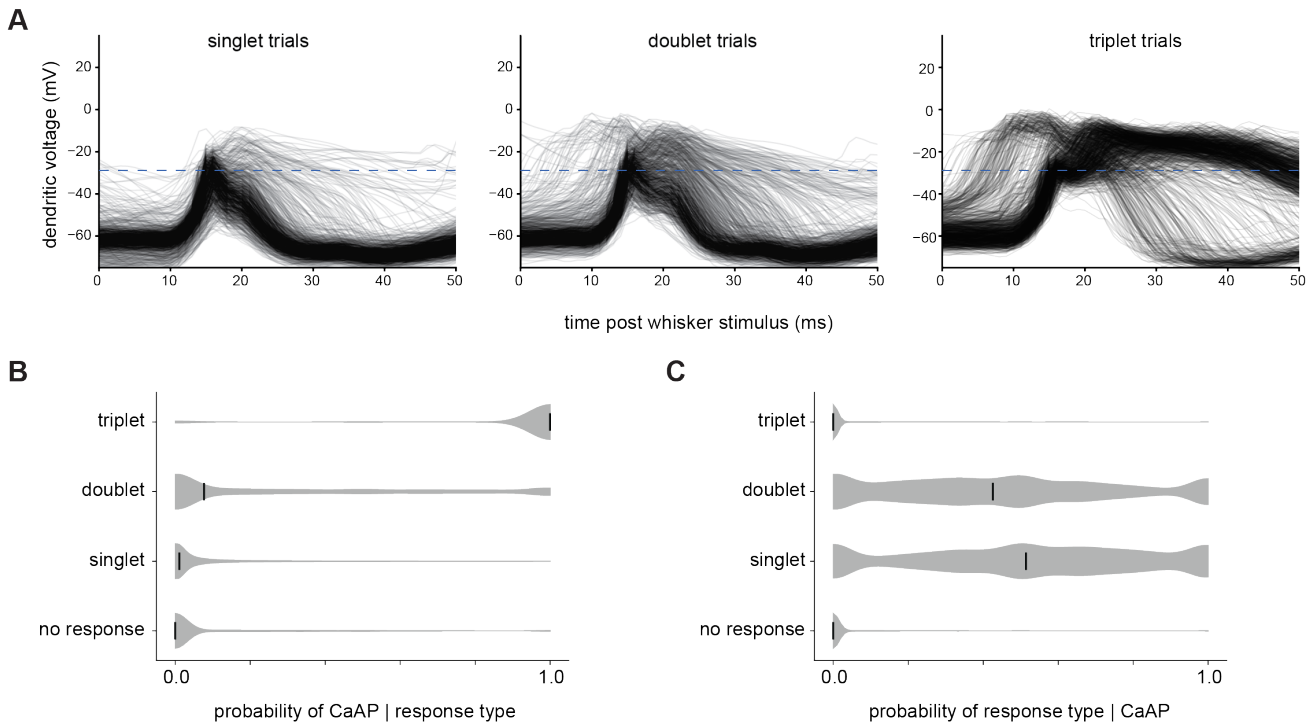 A
singlet trials
doublet trials
triplet trials
dendritic voltage (mV)
20
0
−20
−40
−60
0
10
20
30
40
50
20
0
−20
−40
−60
0
10
20
30
40
50
20
0
−20
−40
−60
0
10
20
30
40
50
time post whisker stimulus (ms)
B
triplet
doublet
singlet
no response
0.0
1.0
probability of CaAP | response type
C
triplet
doublet
singlet
no response
0.0
1.0
probability of response type | CaAP